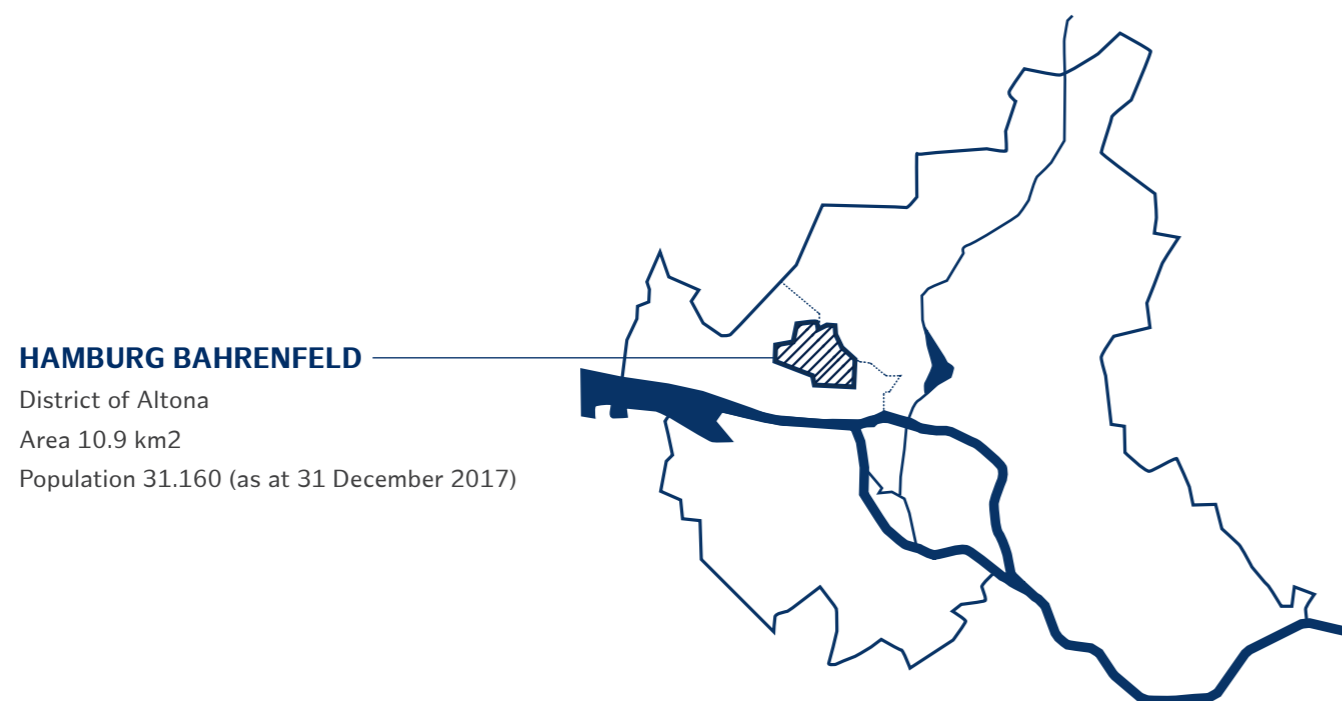 HAMBURG BAHRENFELD
District of Altona
Area 10.9 km2
Population 31.160 (as at 31 December 2017)